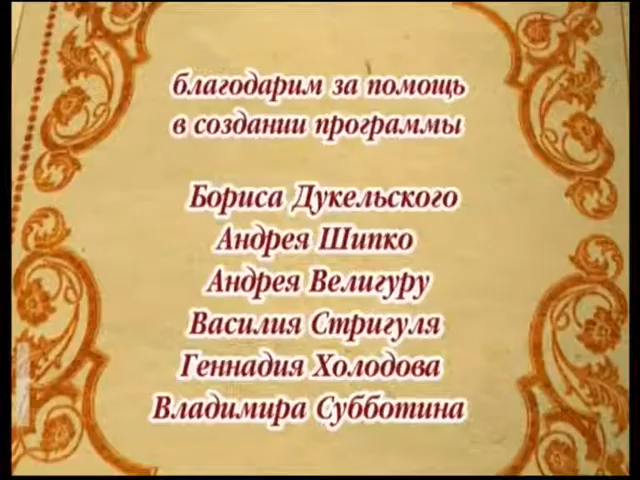 благодарим за помощь
в создании программы
Бориса Дукельского
Андрея Шипко
Андрея Велигуру
Василия Стригуля
Геннадия Холодова
Владимира Субботина